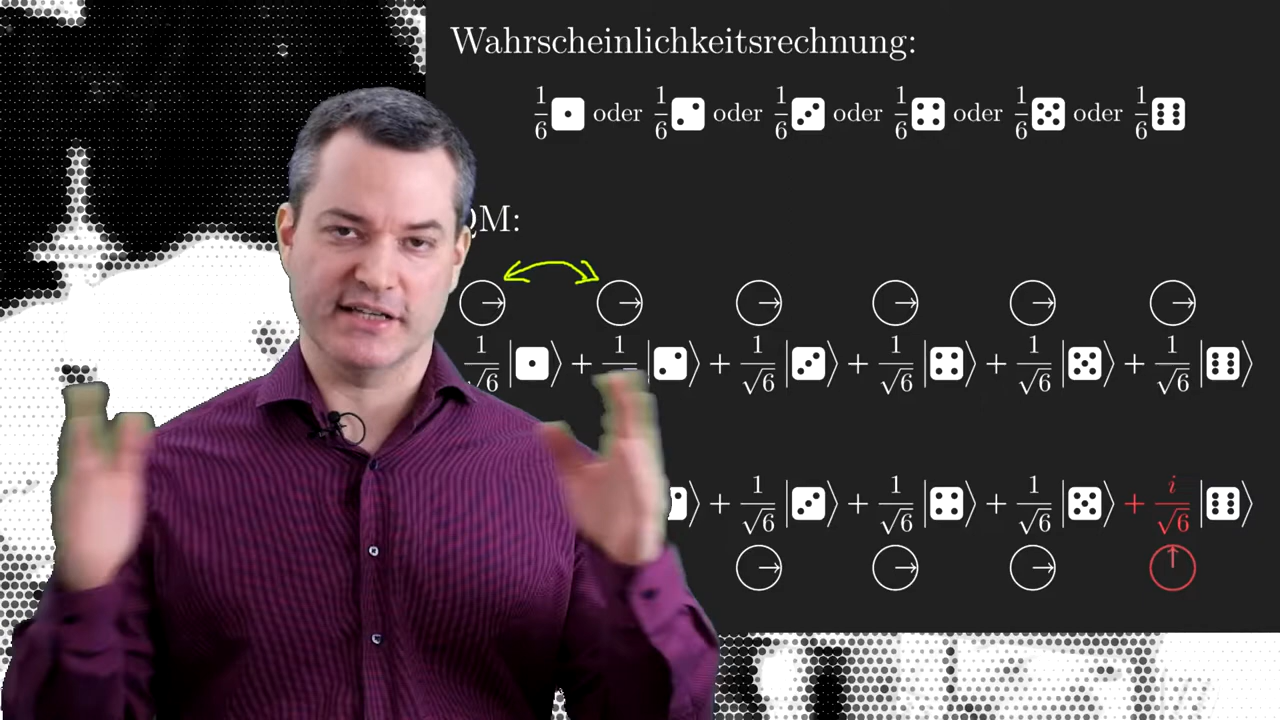 Wahrscheinlichkeitsrechnung:
1/6 ⚀ oder 1/6 ⚁ oder 1/6 ⚂ oder 1/6 ⚃ oder 1/6 ⚄ oder 1/6 ⚅
QM:
1/√6 |⚀⟩ + 1/ |⚁⟩ + 1/√6 |⚂⟩ + 1/√6 |⚃⟩ + 1/√6 |⚄⟩ + 1/√6 |⚅⟩
⟩ + 1/√6 |⚂⟩ + 1/√6 |⚃⟩ + 1/√6 |⚄⟩ + i/√6 |⚅⟩